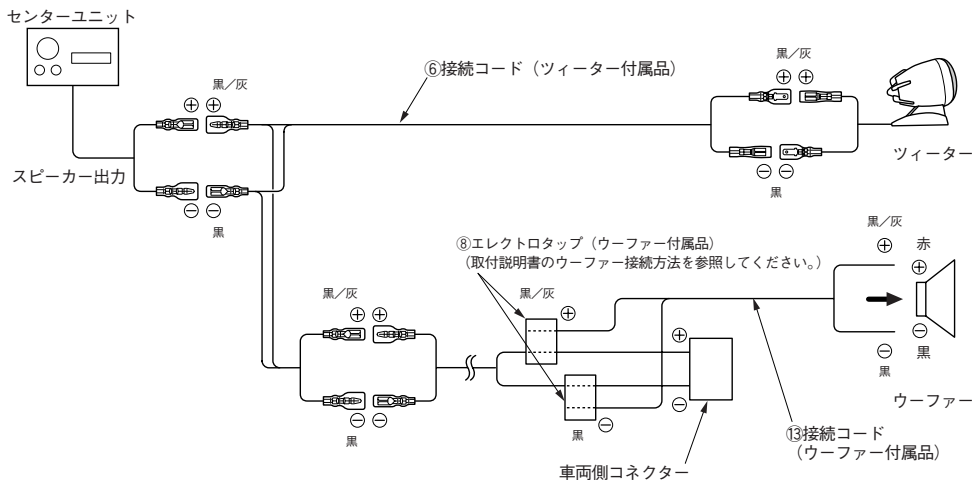 センターユニット
スピーカー出力
黒／灰
⊕ ⊕
⊖ ⊖
黒
⑥接続コード（ツィーター付属品）
黒／灰
⊕ ⊕
⊖ ⊖
黒
ツィーター
⑧エレクトロタップ（ウーファー付属品）
（取付説明書のウーファー接続方法を参照してください。）
黒／灰
⊕ ⊕
⊖ ⊖
黒
黒／灰
⊕
⊕
⊖
黒
⊖
車両側コネクター
黒／灰
⊕
赤
⊕
⊖
黒
⊖
黒
ウーファー
⑬接続コード
（ウーファー付属品）